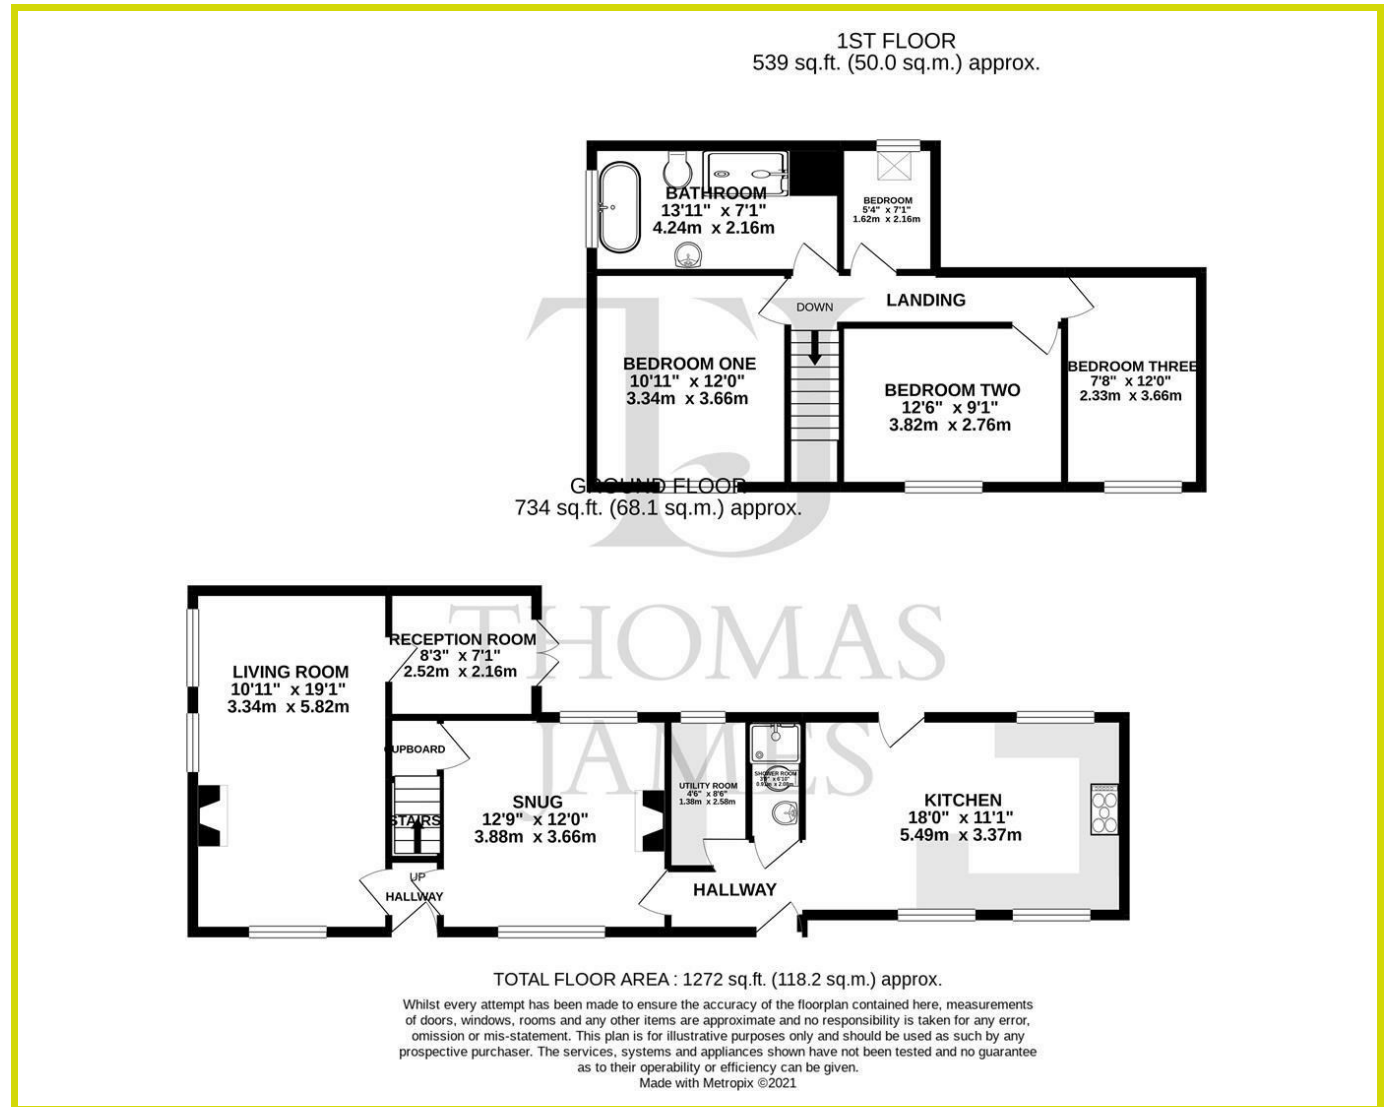 1ST FLOOR
539 sq.ft. (50.0 sq.m.) approx.
BATHROOM
13'11" x 7'1"
4.24m x 2.16m
BEDROOM
5'4" x 7'1"
1.62m x 2.16m
DOWN
LANDING
BEDROOM ONE
10'11" x 12'0"
3.34m x 3.66m
BEDROOM TWO
12'6" x 9'1"
3.82m x 2.76m
BEDROOM THREE
7'8" x 12'0"
2.33m x 3.66m
TJ
THOMAS
JAMES
GROUND FLOOR
734 sq.ft. (68.1 sq.m.) approx.
LIVING ROOM
10'11" x 19'1"
3.34m x 5.82m
RECEPTION ROOM
8'3" x 7'1"
2.52m x 2.16m
CUPBOARD
STAIRS
UP
HALLWAY
SNUG
12'9" x 12'0"
3.88m x 3.66m
UTILITY ROOM
4'6" x 8'6"
1.38m x 2.58m
SHOWER ROOM
HALLWAY
KITCHEN
18'0" x 11'1"
5.49m x 3.37m
TOTAL FLOOR AREA : 1272 sq.ft. (118.2 sq.m.) approx.
Whilst every attempt has been made to ensure the accuracy of the floorplan contained here, measurements
of doors, windows, rooms and any other items are approximate and no responsibility is taken for any error,
omission or mis-statement. This plan is for illustrative purposes only and should be used as such by any
prospective purchaser. The services, systems and appliances shown have not been tested and no guarantee
as to their operability or efficiency can be given.
Made with Metropix ©2021